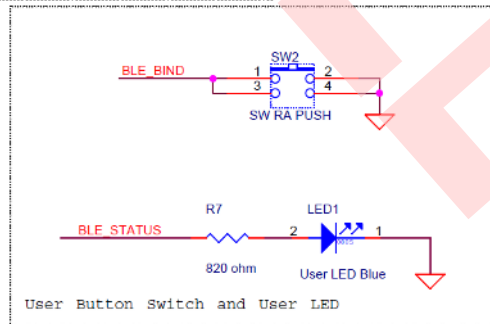 SW2
BLE_BIND 1 2
3 4
SW RA PUSH
R7 LED1
BLE_STATUS 2 1
820 ohm User LED Blue
User Button Switch and User LED